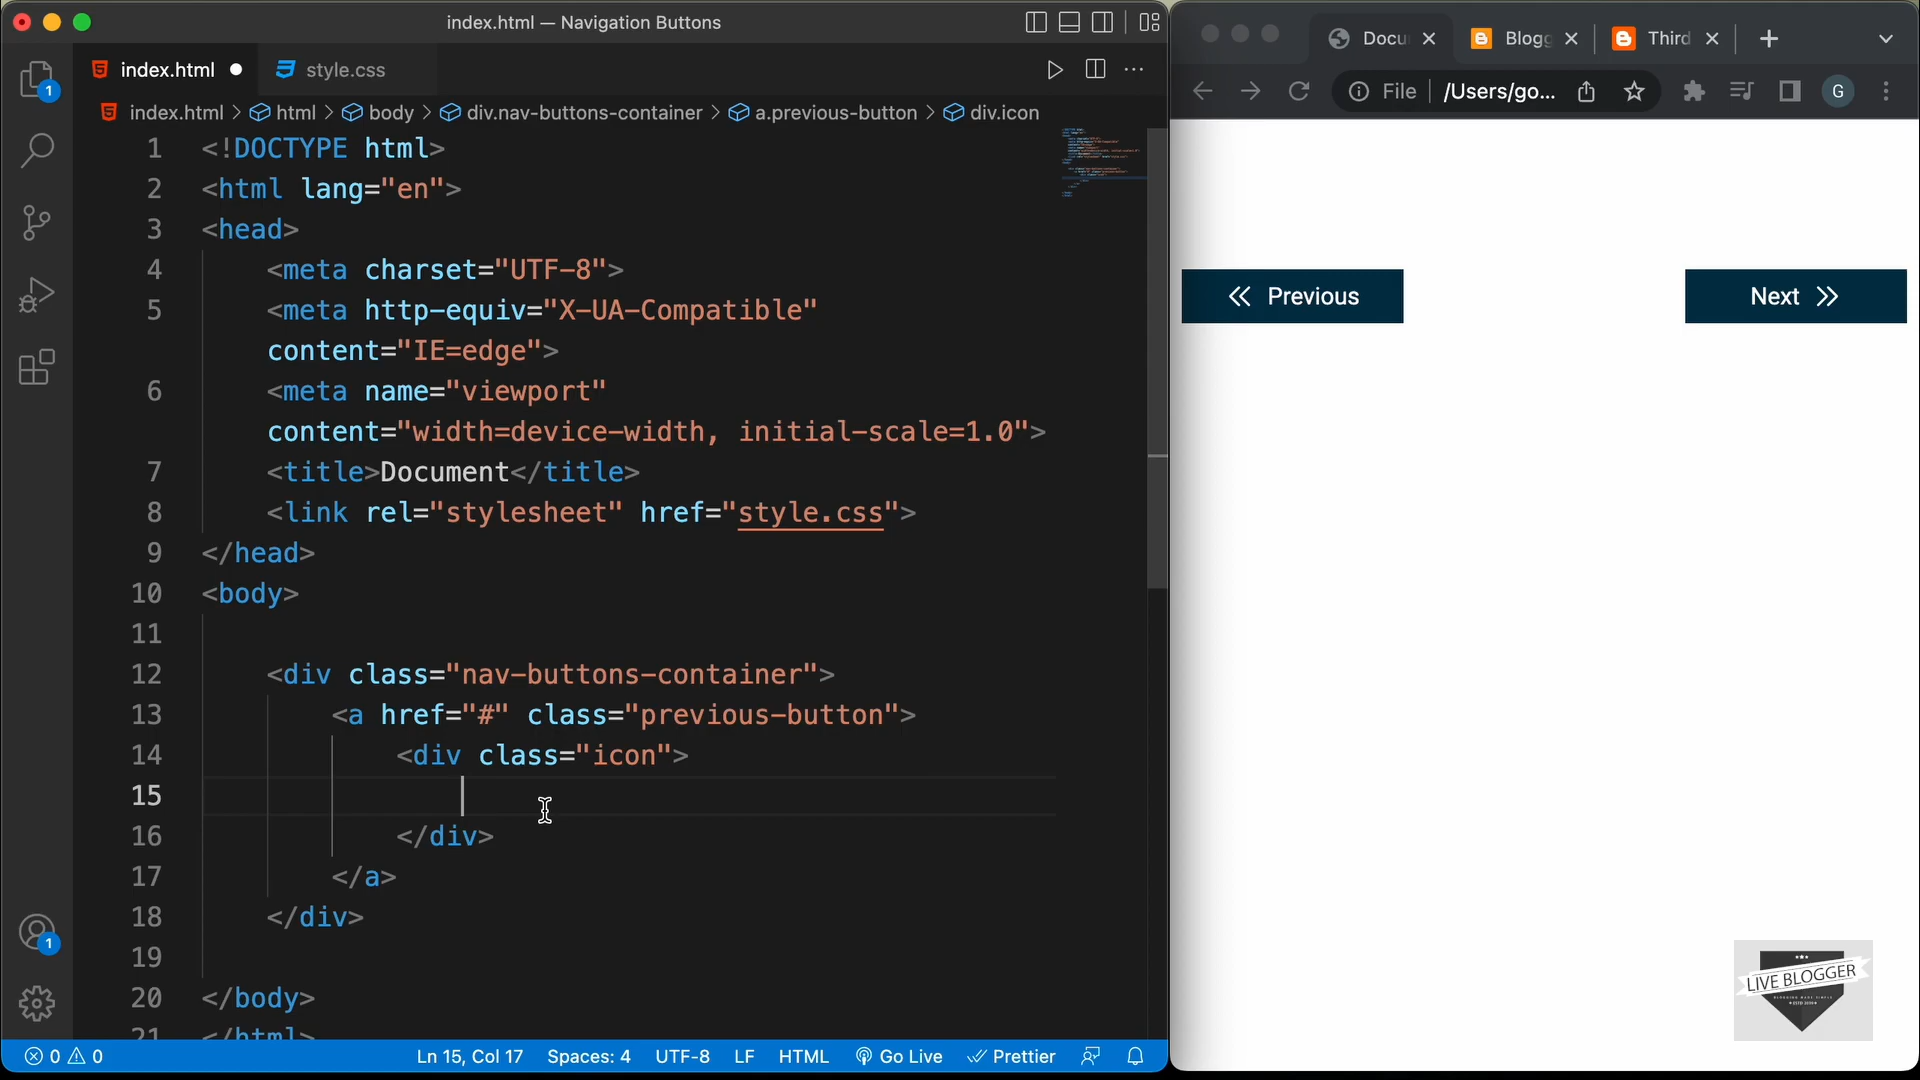 index.html — Navigation Buttons
index.html
style.css
index.html > html > body > div.nav-buttons-container > a.previous-button > div.icon
1 <!DOCTYPE html>
2 <html lang="en">
3 <head>
4 <meta charset="UTF-8">
5 <meta http-equiv="X-UA-Compatible"
content="IE=edge">
6 <meta name="viewport"
content="width=device-width, initial-scale=1.0">
7 <title>Document</title>
8 <link rel="stylesheet" href="style.css">
9 </head>
10 <body>
11
12 <div class="nav-buttons-container">
13 <a href="#" class="previous-button">
14 <div class="icon">
15
16 </div>
17 </a>
18 </div>
19
20 </body>
21 </html>
1
1
0 0
Ln 15, Col 17
Spaces: 4
UTF-8
LF
HTML
Go Live
Prettier
Docu
Blogg
Third
File
/Users/go...
G
Previous
Next
LIVE BLOGGER